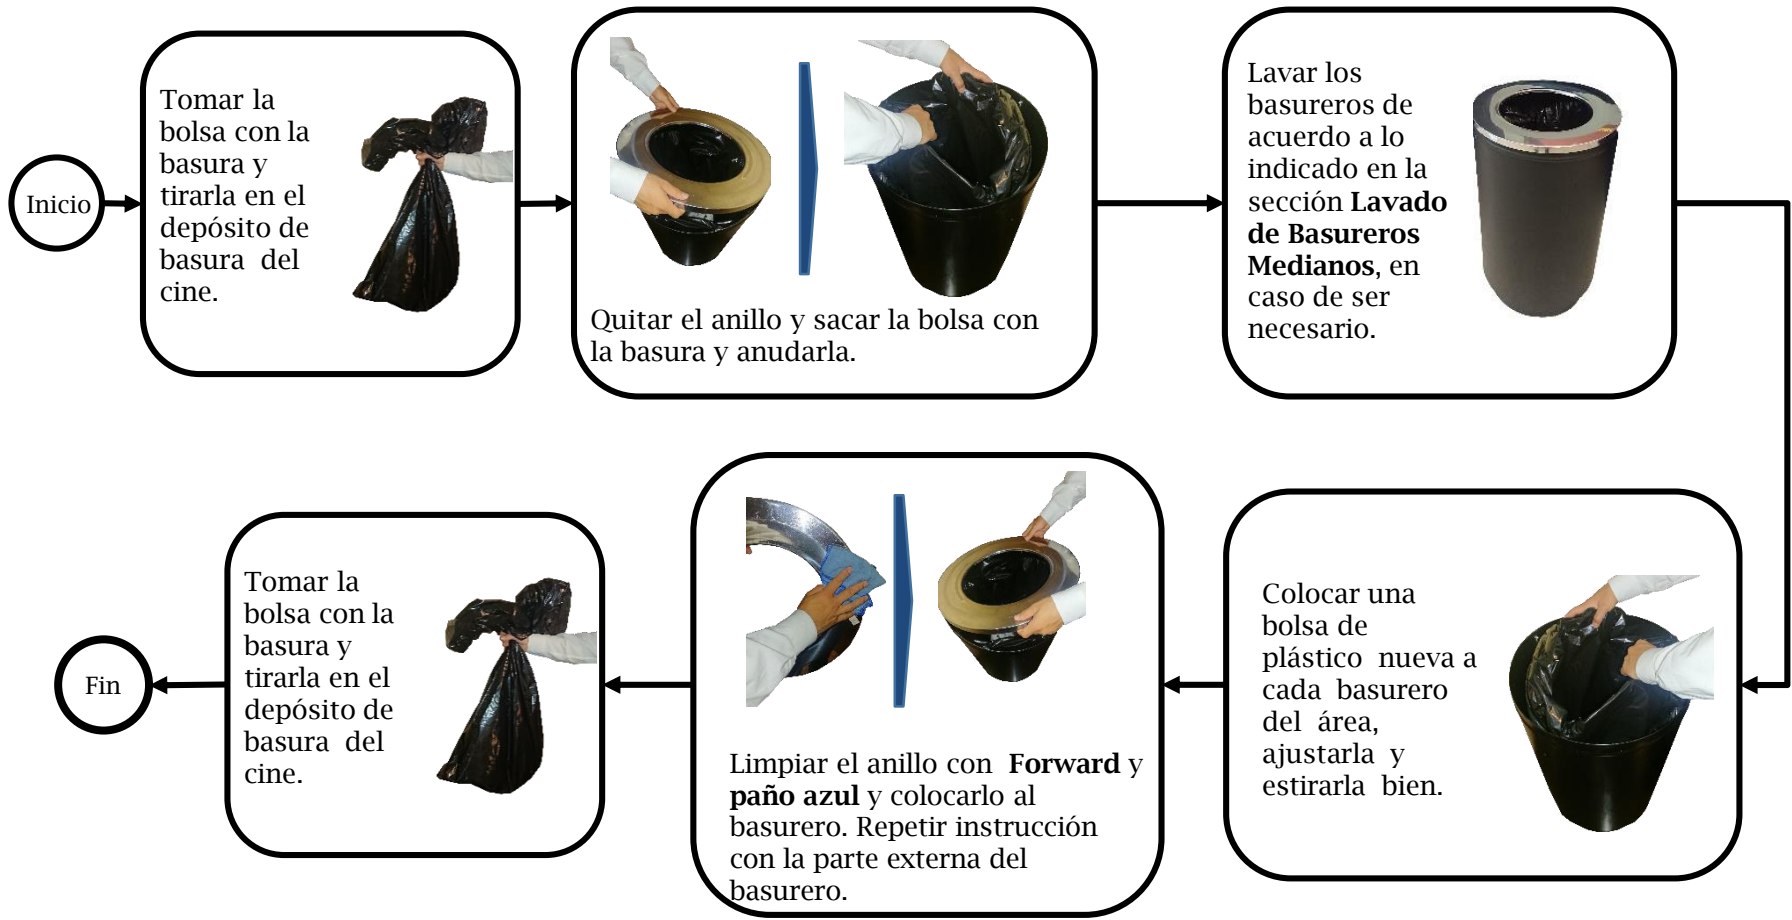 Inicio
Tomar la
bolsa con la
basura y
tirarla en el
depósito de
basura del
cine.
Quitar el anillo y sacar la bolsa con
la basura y anudarla.
Lavar los
basureros de
acuerdo a lo
indicado en la
sección Lavado
de Basureros
Medianos, en
caso de ser
necesario.
Colocar una
bolsa de
plástico nueva a
cada basurero
del área,
ajustarla y
estirarla bien.
Limpiar el anillo con Forward y
paño azul y colocarlo al
basurero. Repetir instrucción
con la parte externa del
basurero.
Tomar la
bolsa con la
basura y
tirarla en el
depósito de
basura del
cine.
Fin